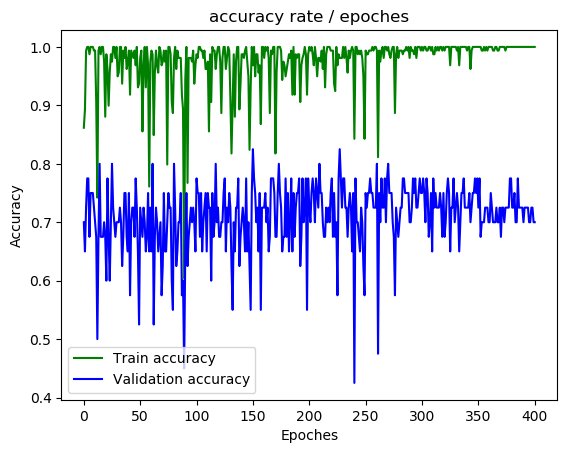 accuracy rate / epoches
1.0
0.9
0.8
0.7
0.6
0.5
0.4
Accuracy
Train accuracy
Validation accuracy
0 50 100 150 200 250 300 350 400
Epoches